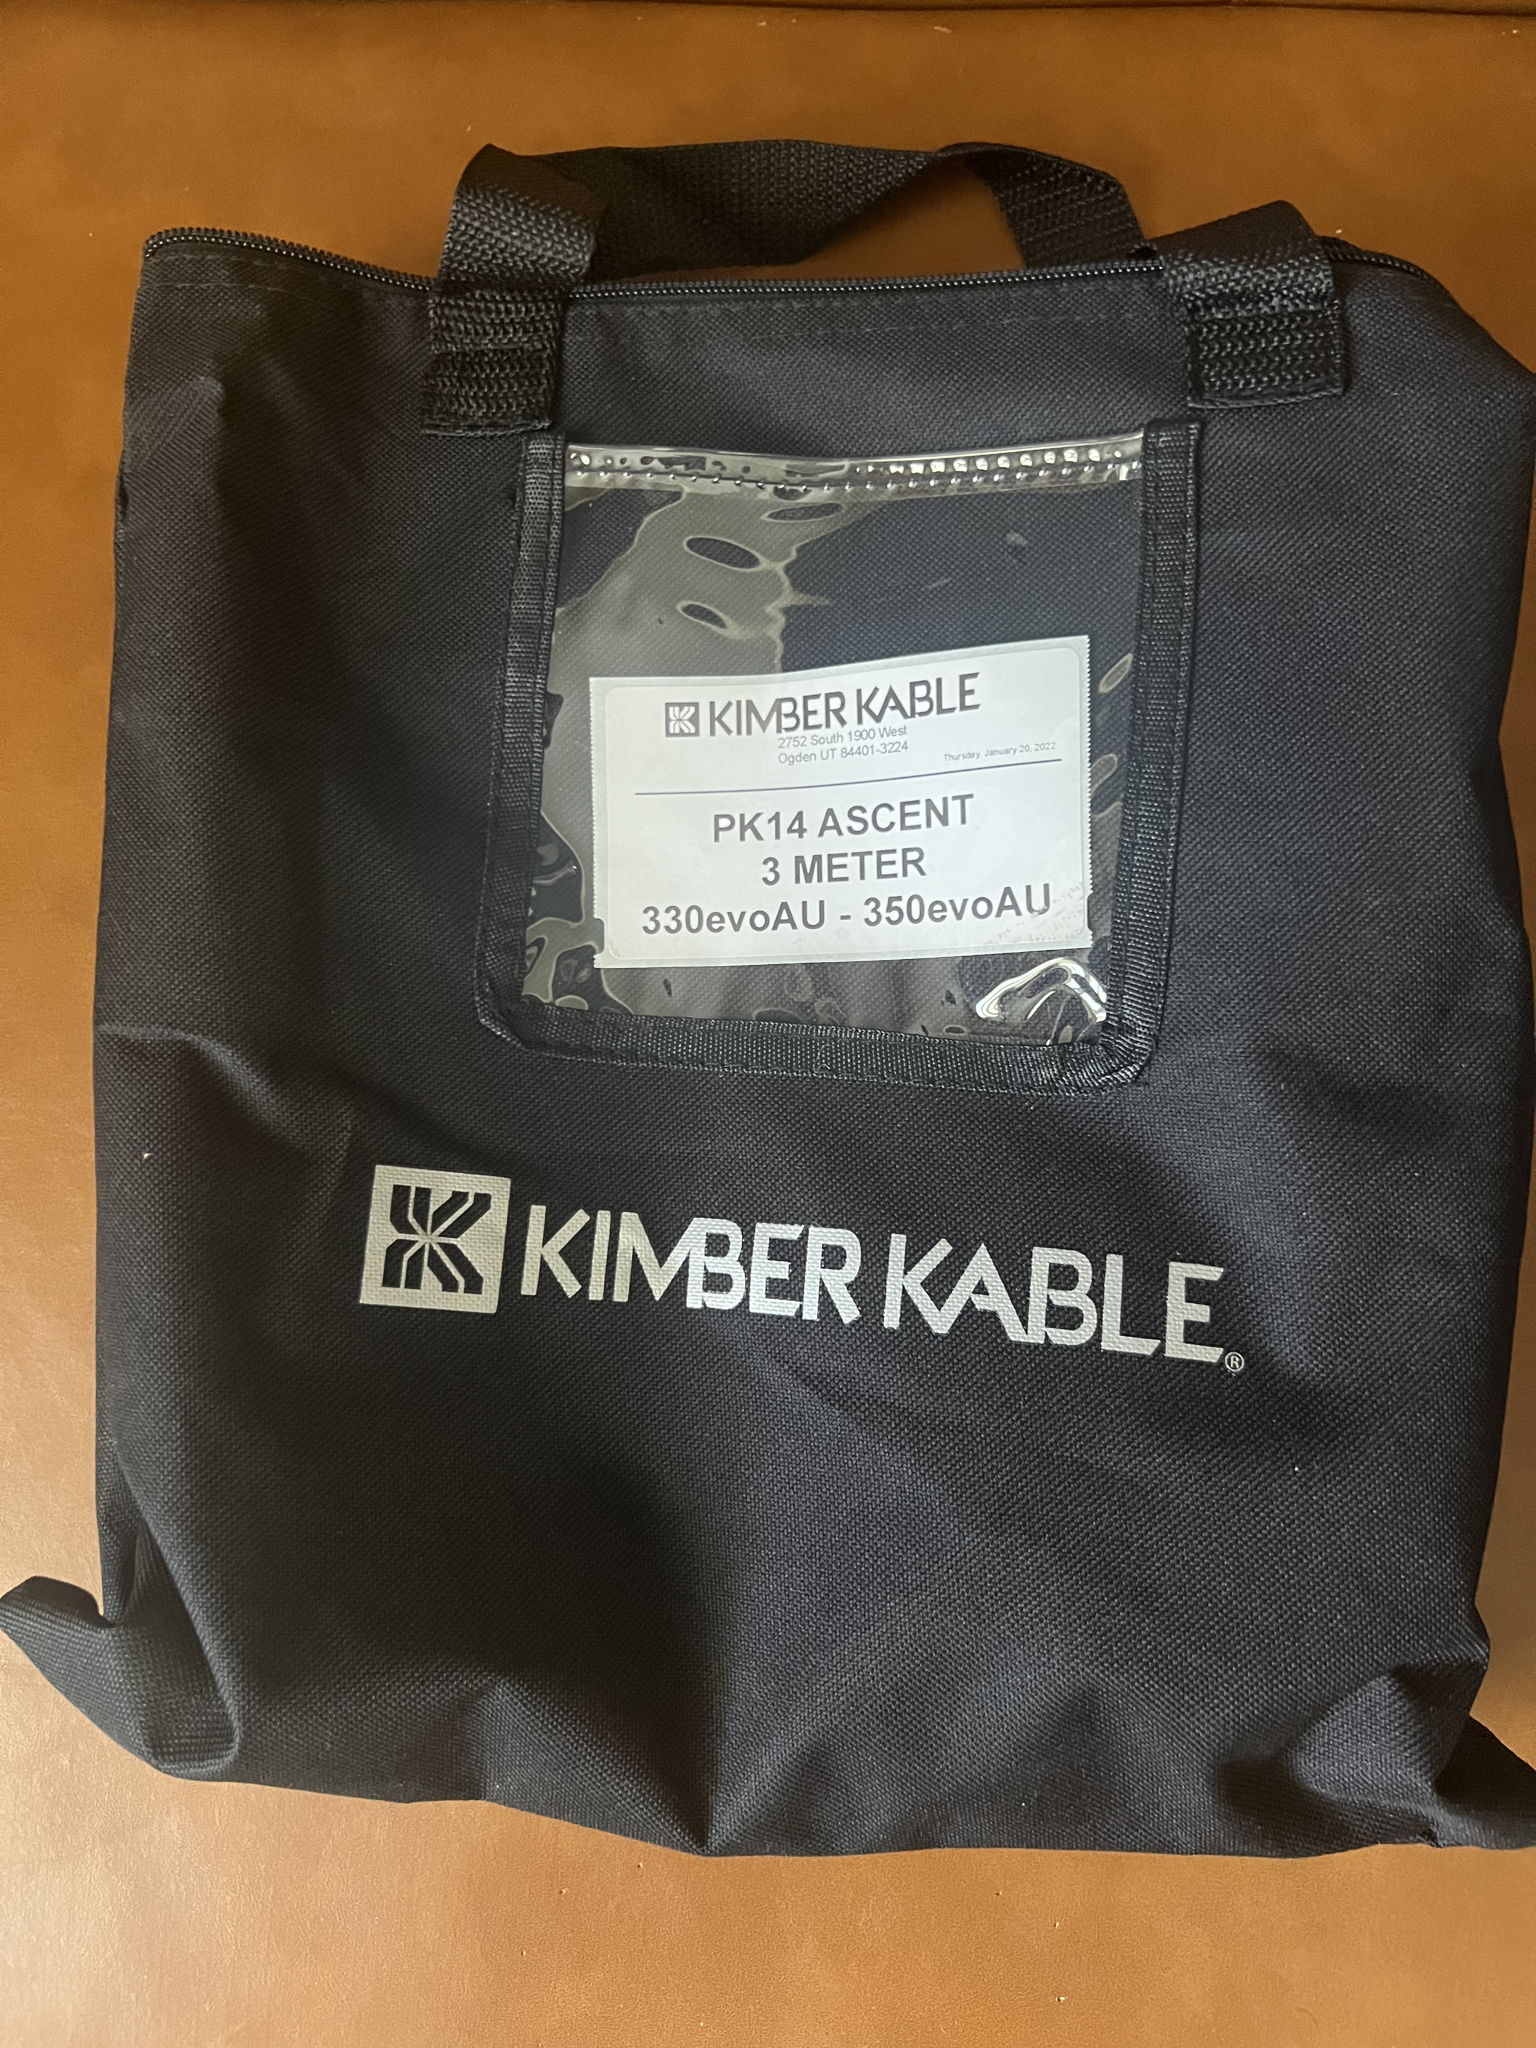 KIMBER KABLE
2752 South 1900 West
Ogden UT 84401-3224
Thursday, January 20, 2022
PK14 ASCENT
3 METER
330evoAU - 350evoAU
KIMBER KABLE®